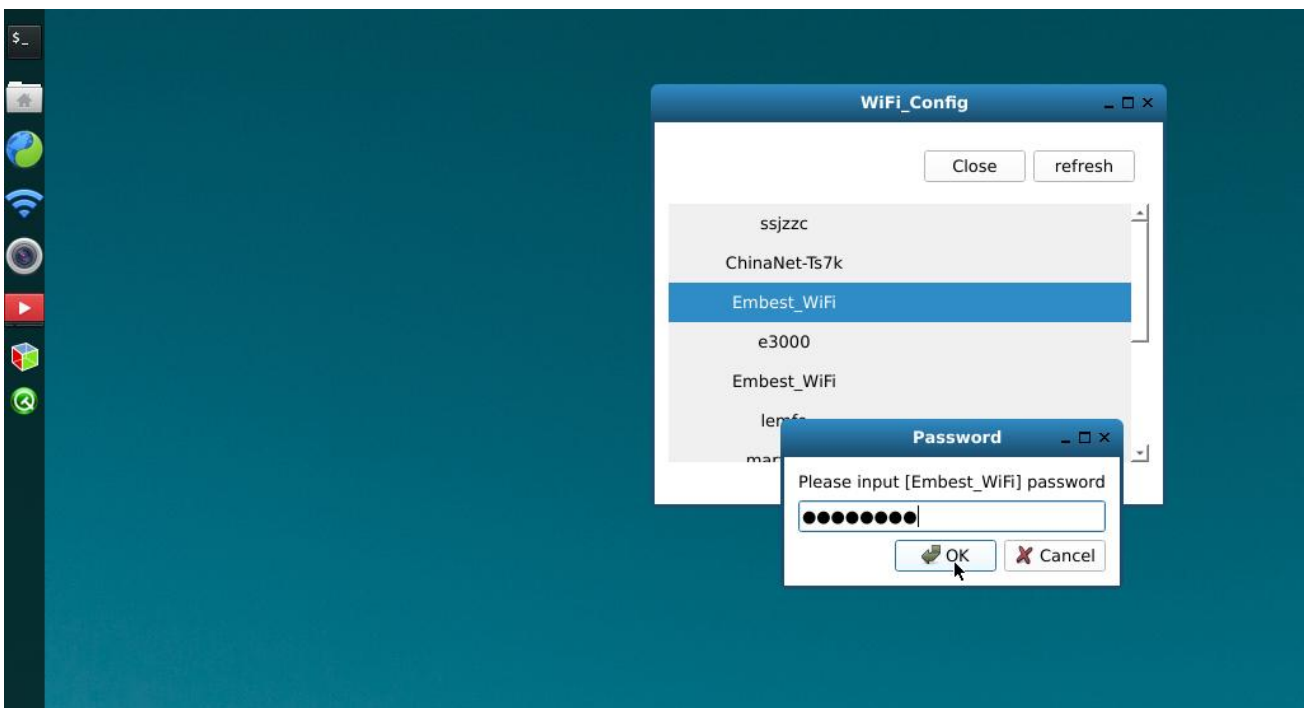 $_
WiFi_Config
Close refresh
ssjzzc
ChinaNet-Ts7k
Embest_WiFi
e3000
Embest_WiFi
Password
Please input [Embest_WiFi] password
OK Cancel